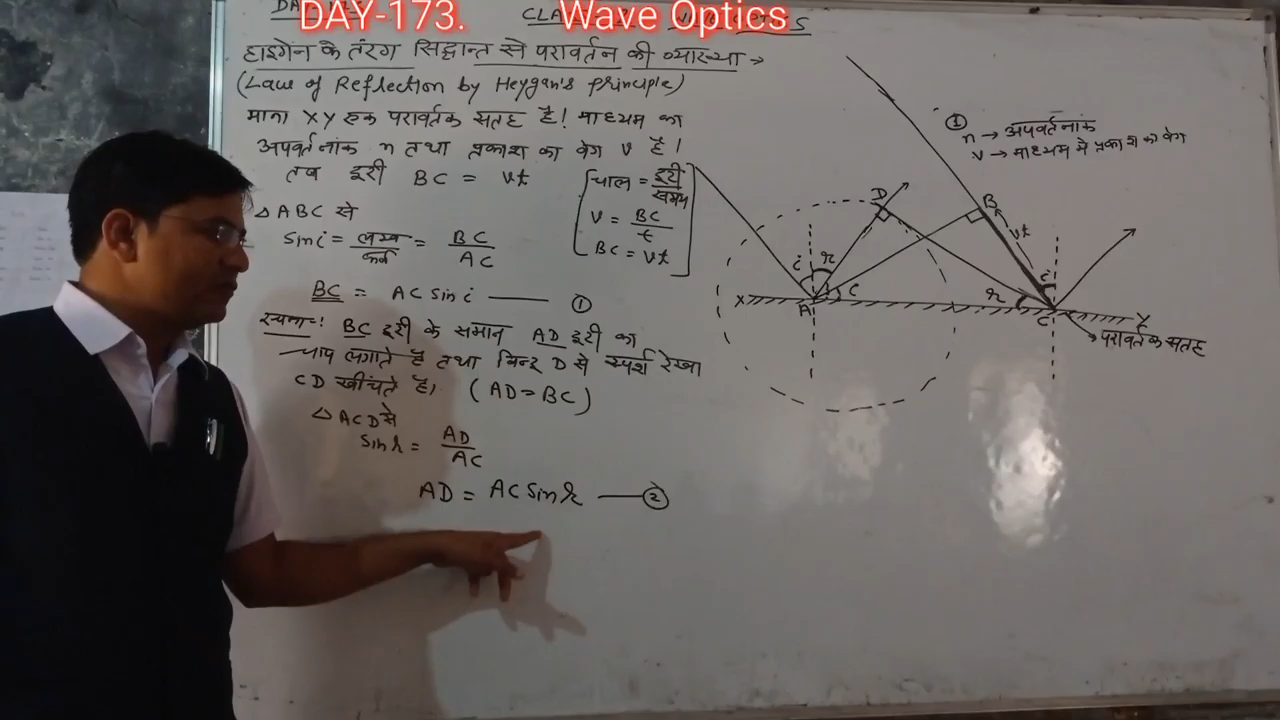 DAY-173.
Wave Optics
हाइगेन के तंरग सिद्धान्त से परावर्तन की व्याख्या →
(Law of Reflection by Heygan's principle)
माना XY एक परावर्तक सतह है! माध्यम का
अपवर्तनांक n तथा प्रकाश का वेग v है।
तब दूरी BC = vt
[चाल = दूरी/समय
v = BC/t
BC = vt]
△ABC से
sin i = लम्ब/कर्ण = BC/AC
BC = AC sin i —— ①
रचना-! BC दूरी के समान AD दूरी का
चाप लगाते है तथा बिन्दु D से स्पर्श रेखा
CD खींचते है। (AD = BC)
△ACD से
sin r = AD/AC
AD = AC sin r —— ②
①
n → अपवर्तनांक
v → माध्यम मे प्रकाश का वेग
D
B
vt
i
r
i
r
X
A
C
Y
→ परावर्तक सतह